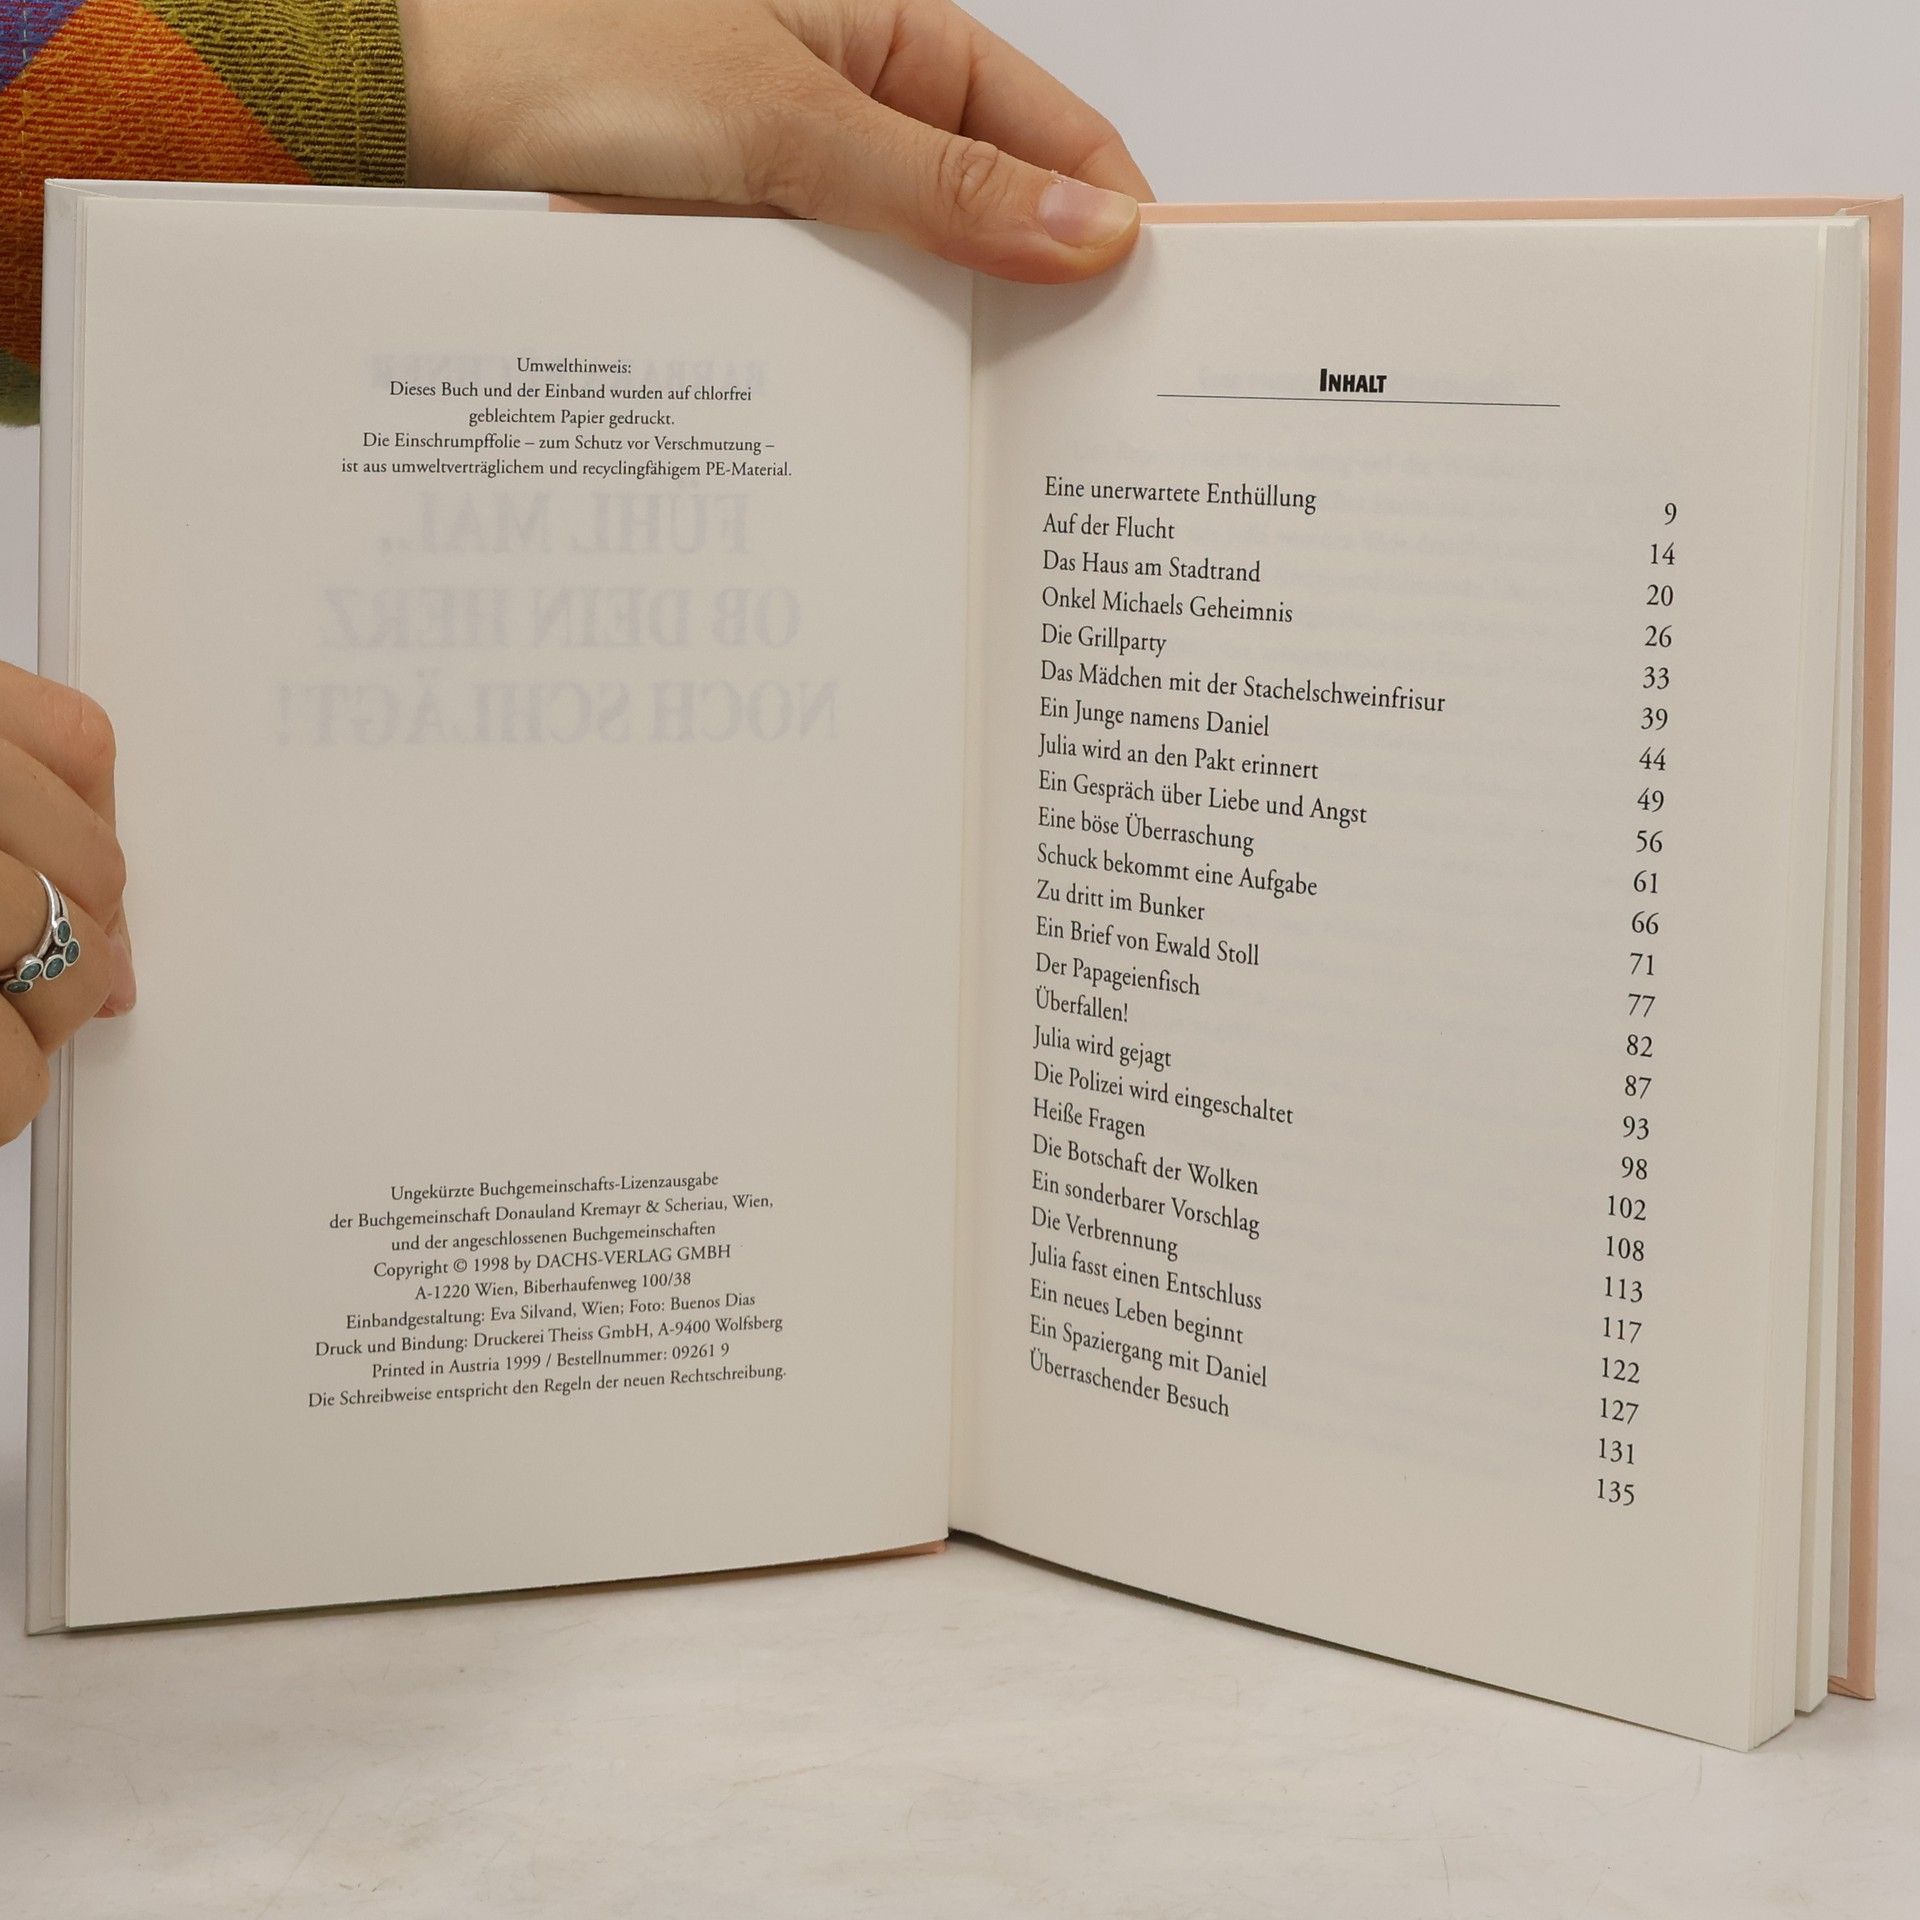 Umwelthinweis:
Dieses Buch und der Einband wurden auf chlorfrei
gebleichtem Papier gedruckt.
Die Einschrumpffolie – zum Schutz vor Verschmutzung –
ist aus umweltverträglichem und recyclingfähigem PE-Material.
FÜHL MAL,
OB DEIN HERZ
NOCH SCHLÄGT!
Ungekürzte Buchgemeinschafts-Lizenzausgabe
der Buchgemeinschaft Donauland Kremayr & Scheriau, Wien,
und der angeschlossenen Buchgemeinschaften
Copyright © 1998 by DACHS-VERLAG GMBH
A-1220 Wien, Biberhaufenweg 100/38
Einbandgestaltung: Eva Silvand, Wien; Foto: Buenos Dias
Druck und Bindung: Druckerei Theiss GmbH, A-9400 Wolfsberg
Printed in Austria 1999 / Bestellnummer: 09261 9
Die Schreibweise entspricht den Regeln der neuen Rechtschreibung.
INHALT
Eine unerwartete Enthüllung 9
Auf der Flucht 14
Das Haus am Stadtrand 20
Onkel Michaels Geheimnis 26
Die Grillparty 33
Das Mädchen mit der Stachelschweinfrisur 39
Ein Junge namens Daniel 44
Julia wird an den Pakt erinnert 49
Ein Gespräch über Liebe und Angst 56
Eine böse Überraschung 61
Schuck bekommt eine Aufgabe 66
Zu dritt im Bunker 71
Ein Brief von Ewald Stoll 77
Der Papageienfisch 82
Überfallen! 87
Julia wird gejagt 93
Die Polizei wird eingeschaltet 98
Heiße Fragen 102
Die Botschaft der Wolken 108
Ein sonderbarer Vorschlag 113
Die Verbrennung 117
Julia fasst einen Entschluss 122
Ein neues Leben beginnt 127
Ein Spaziergang mit Daniel 131
Überraschender Besuch 135